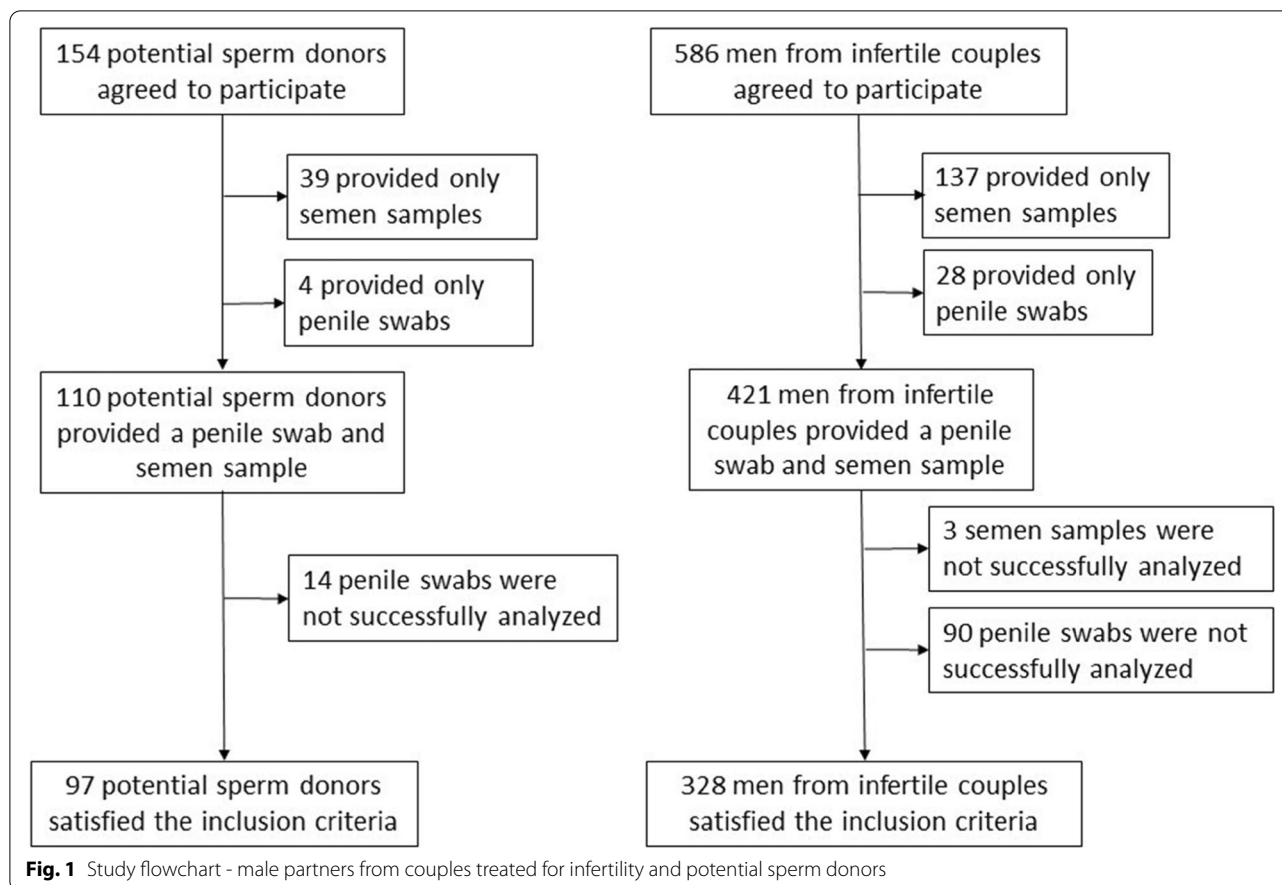 154 potential sperm donors
agreed to participate
39 provided only
semen samples
4 provided only
penile swabs
110 potential sperm donors
provided a penile swab and
semen sample
14 penile swabs were
not successfully analyzed
97 potential sperm donors
satisfied the inclusion criteria
586 men from infertile couples
agreed to participate
137 provided only
semen samples
28 provided only
penile swabs
421 men from infertile
couples provided a penile
swab and semen sample
3 semen samples were
not successfully analyzed
90 penile swabs were not
successfully analyzed
328 men from infertile couples
satisfied the inclusion criteria
Fig. 1 Study flowchart - male partners from couples treated for infertility and potential sperm donors